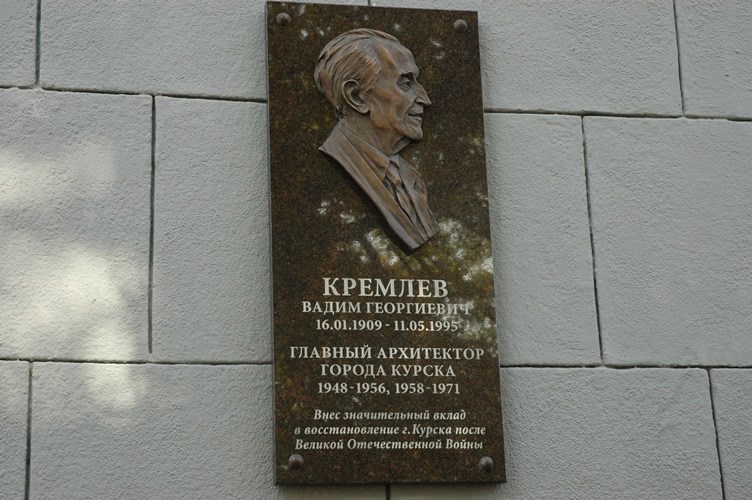 КРЕМЛЕВ
ВАДИМ ГЕОРГИЕВИЧ
16.01.1909 - 11.05.1995
ГЛАВНЫЙ АРХИТЕКТОР
ГОРОДА КУРСКА
1948-1956, 1958-1971
Внес значительный вклад
в восстановление г. Курска после
Великой Отечественной Войны